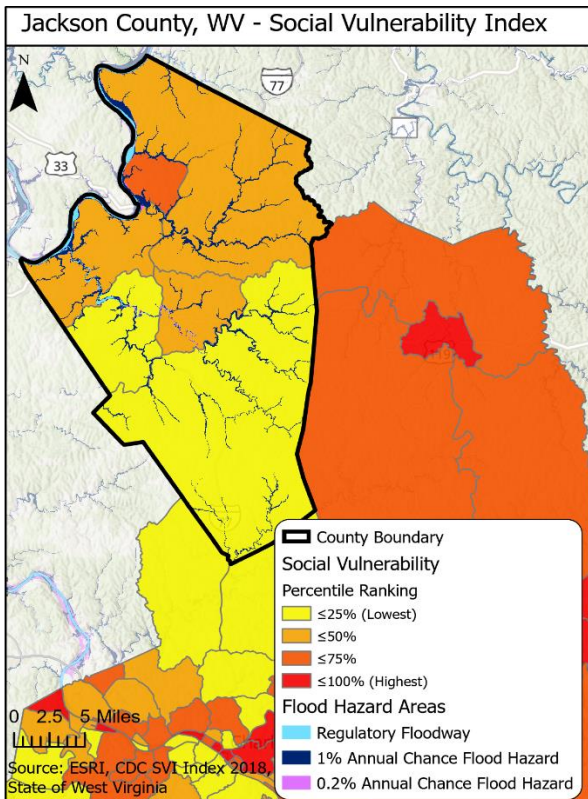 Jackson County, WV - Social Vulnerability Index
N
77
33
County Boundary
Social Vulnerability
Percentile Ranking
≤25% (Lowest)
≤50%
≤75%
≤100% (Highest)
Flood Hazard Areas
Regulatory Floodway
1% Annual Chance Flood Hazard
0.2% Annual Chance Flood Hazard
0 2.5 5 Miles
Source: ESRI, CDC SVI Index 2018,
State of West Virginia